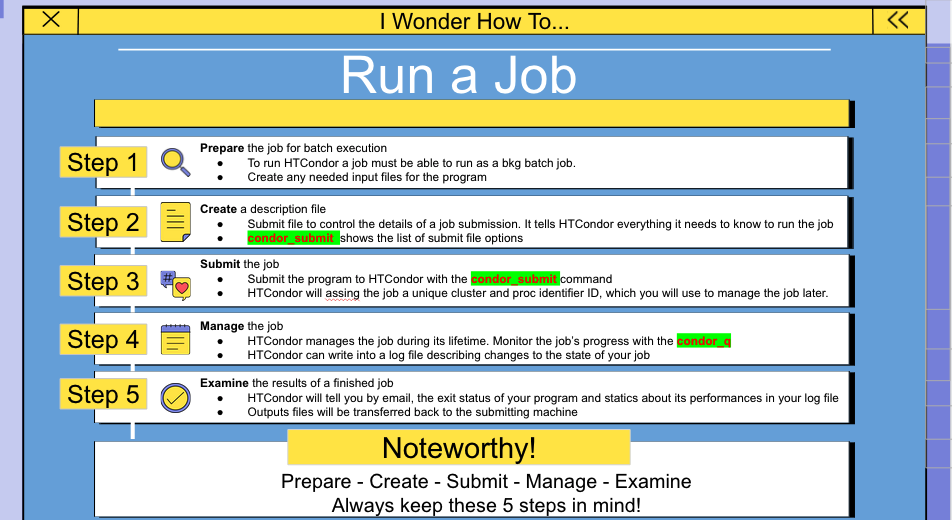 I Wonder How To...
Run a Job
Step 1
Prepare the job for batch execution
● To run HTCondor a job must be able to run as a bkg batch job.
● Create any needed input files for the program
Step 2
Create a description file
● Submit file to control the details of a job submission. It tells HTCondor everything it needs to know to run the job
● condor_submit shows the list of submit file options
Step 3
#
Submit the job
● Submit the program to HTCondor with the condor_submit command
● HTCondor will assing the job a unique cluster and proc identifier ID, which you will use to manage the job later.
Step 4
Manage the job
● HTCondor manages the job during its lifetime. Monitor the job's progress with the condor_q
● HTCondor can write into a log file describing changes to the state of your job
Step 5
Examine the results of a finished job
● HTCondor will tell you by email, the exit status of your program and statics about its performances in your log file
● Outputs files will be transferred back to the submitting machine
Noteworthy!
Prepare - Create - Submit - Manage - Examine
Always keep these 5 steps in mind!